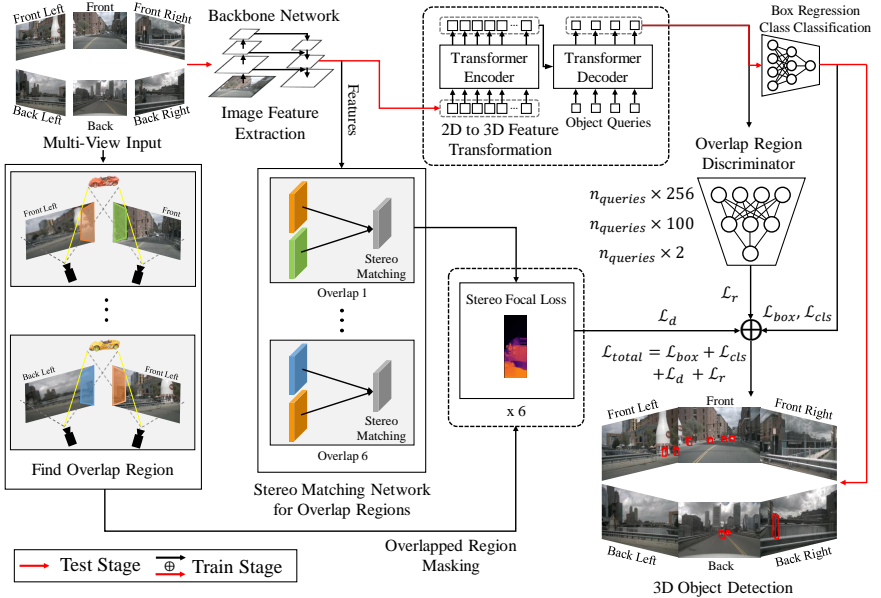 Front Left
Front
Front Right
Back Left
Back
Back Right
Multi-View Input
Backbone Network
Image Feature
Extraction
Features
Transformer
Encoder
Transformer
Decoder
Object Queries
2D to 3D Feature
Transformation
Box Regression
Class Classification
Overlap Region
Discriminator
n_queries × 256
n_queries × 100
n_queries × 2
Front Left
Front
Back Left
Front Left
Find Overlap Region
Stereo
Matching
Overlap 1
Stereo
Matching
Overlap 6
Stereo Matching Network
for Overlap Regions
Stereo Focal Loss
x 6
Overlapped Region
Masking
ℒ_d
ℒ_r
ℒ_box, ℒ_cls
ℒ_total = ℒ_box + ℒ_cls
+ℒ_d + ℒ_r
Front Left
Front
Front Right
Back Left
Back
Back Right
3D Object Detection
Test Stage
⊕
Train Stage